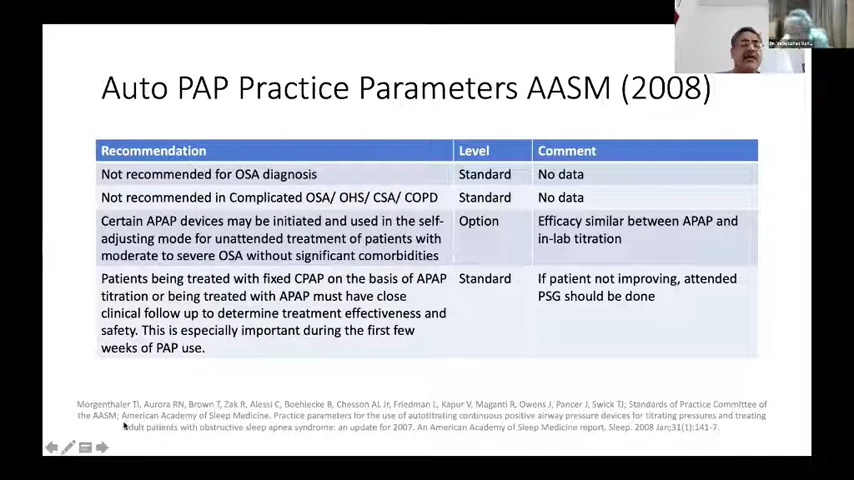 Auto PAP Practice Parameters AASM (2008)
Recommendation Level Comment
Not recommended for OSA diagnosis Standard No data
Not recommended in Complicated OSA/ OHS/ CSA/ COPD Standard No data
Certain APAP devices may be initiated and used in the self-
adjusting mode for unattended treatment of patients with
moderate to severe OSA without significant comorbidities
Option
Efficacy similar between APAP and
in-lab titration
Patients being treated with fixed CPAP on the basis of APAP
titration or being treated with APAP must have close
clinical follow up to determine treatment effectiveness and
safety. This is especially important during the first few
weeks of PAP use.
Standard
If patient not improving, attended
PSG should be done
Morgenthaler TI, Aurora RN, Brown T, Zak R, Alessi C, Boehlecke B, Chesson AL Jr, Friedman L, Kapur V, Maganti R, Owens J, Pancer J, Swick TJ, Standards of Practice Committee of
the AASM; American Academy of Sleep Medicine. Practice parameters for the use of autotitrating continuous positive airway pressure devices for titrating pressures and treating
adult patients with obstructive sleep apnea syndrome: an update for 2007. An American Academy of Sleep Medicine report. Sleep. 2008 Jan;31(1):141-7.